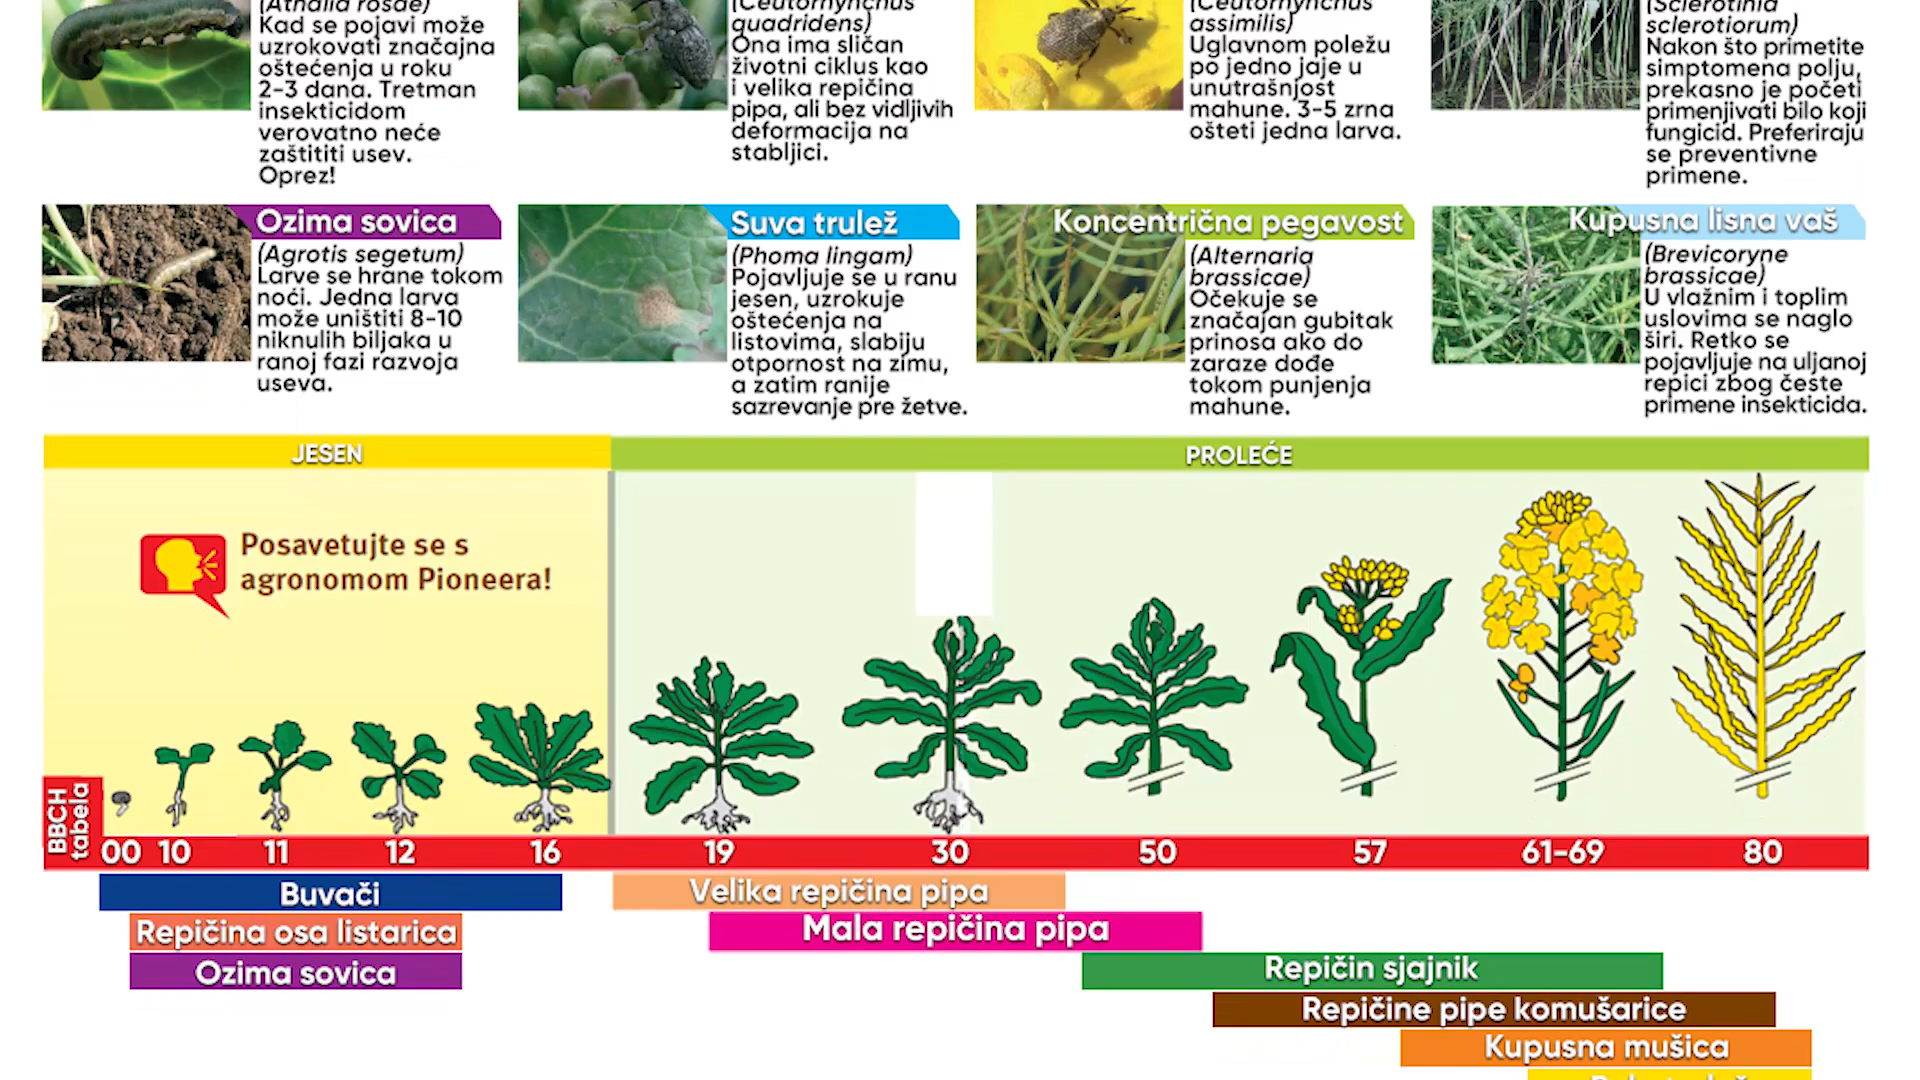 (Athalia rosae)
Kad se pojavi može
uzrokovati značajna
oštećenja u roku
2-3 dana. Tretman
insekticidom
verovatno neće
zaštititi usev.
Oprez!
(Ceutorhynchus
quadridens)
Ona ima sličan
životni ciklus kao
i velika repičina
pipa, ali bez vidljivih
deformacija na
stabljici.
(Ceutorhynchus
assimilis)
Uglavnom poležu
po jedno jaje u
unutrašnjost
mahune. 3-5 zrna
ošteti jedna larva.
(Sclerotinia
sclerotiorum)
Nakon što primetite
simptomena polju,
prekasno je početi
primenjivati bilo koji
fungicid. Preferiraju
se preventivne
primene.
Ozima sovica
(Agrotis segetum)
Larve se hrane tokom
noći. Jedna larva
može uništiti 8-10
niknulih biljaka u
ranoj fazi razvoja
useva.
Suva trulež
(Phoma lingam)
Pojavljuje se u ranu
jesen, uzrokuje
oštećenja na
listovima, slabiju
otpornost na zimu,
a zatim ranije
sazrevanje pre žetve.
Koncentrična pegavost
(Alternaria
brassicae)
Očekuje se
značajan gubitak
prinosa ako do
zaraze dođe
tokom punjenja
mahune.
Kupusna lisna vaš
(Brevicoryne
brassicae)
U vlažnim i toplim
uslovima se naglo
širi. Retko se
pojavljuje na uljanoj
repici zbog česte
primene insekticida.
JESEN
PROLEĆE
Posavetujte se s
agronomom Pioneera!
BBCH
tabela
00 10 11 12 16 19 30 50 57 61-69 80
Buvači
Velika repičina pipa
Repičina osa listarica
Mala repičina pipa
Ozima sovica
Repičin sjajnik
Repičine pipe komušarice
Kupusna mušica